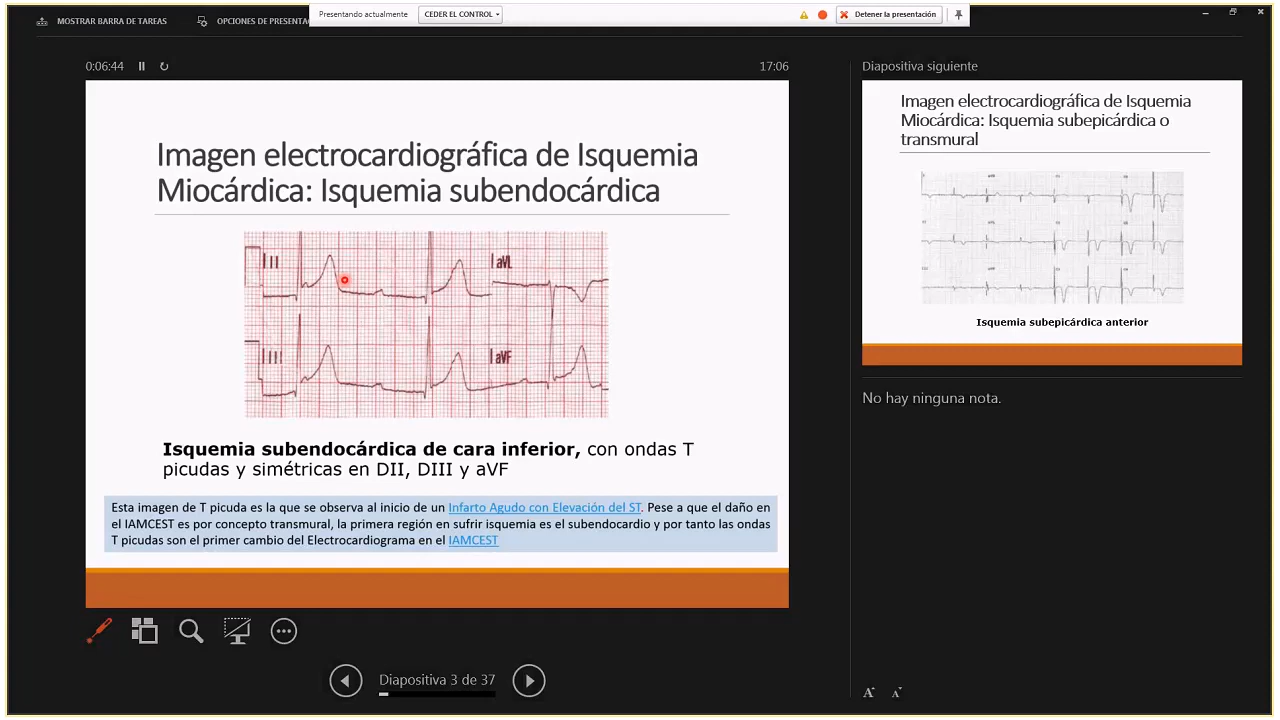 MOSTRAR BARRA DE TAREAS
OPCIONES DE PRESENTA
Presentando actualmente
CEDER EL CONTROL
Detener la presentación
0:06:44
17:06
Imagen electrocardiográfica de Isquemia
Miocárdica: Isquemia subendocárdica
II
aVL
III
aVF
Isquemia subendocárdica de cara inferior, con ondas T
picudas y simétricas en DII, DIII y aVF
Esta imagen de T picuda es la que se observa al inicio de un Infarto Agudo con Elevación del ST. Pese a que el daño en
el IAMCEST es por concepto transmural, la primera región en sufrir isquemia es el subendocardio y por tanto las ondas
T picudas son el primer cambio del Electrocardiograma en el IAMCEST
Diapositiva 3 de 37
Diapositiva siguiente
Imagen electrocardiográfica de Isquemia
Miocárdica: Isquemia subepicárdica o
transmural
Isquemia subepicárdica anterior
No hay ninguna nota.
A A